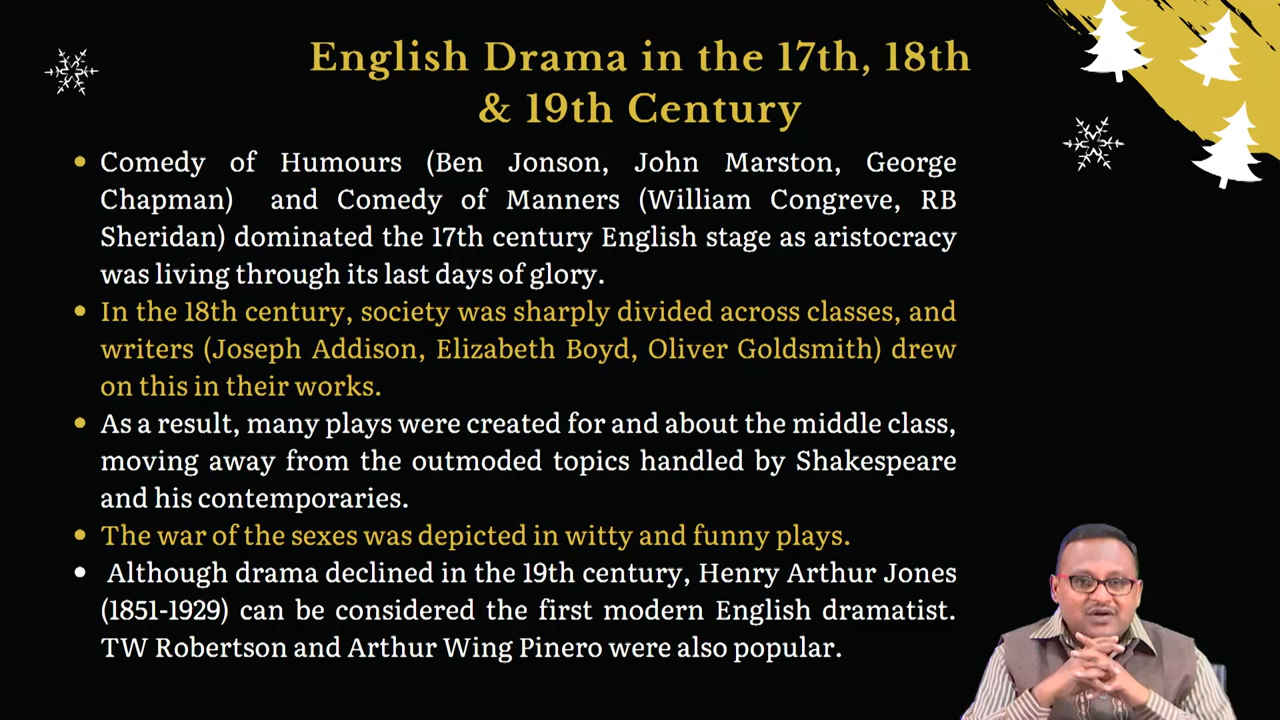 English Drama in the 17th, 18th
& 19th Century
• Comedy of Humours (Ben Jonson, John Marston, George
Chapman) and Comedy of Manners (William Congreve, RB
Sheridan) dominated the 17th century English stage as aristocracy
was living through its last days of glory.
• In the 18th century, society was sharply divided across classes, and
writers (Joseph Addison, Elizabeth Boyd, Oliver Goldsmith) drew
on this in their works.
• As a result, many plays were created for and about the middle class,
moving away from the outmoded topics handled by Shakespeare
and his contemporaries.
• The war of the sexes was depicted in witty and funny plays.
• Although drama declined in the 19th century, Henry Arthur Jones
(1851-1929) can be considered the first modern English dramatist.
TW Robertson and Arthur Wing Pinero were also popular.